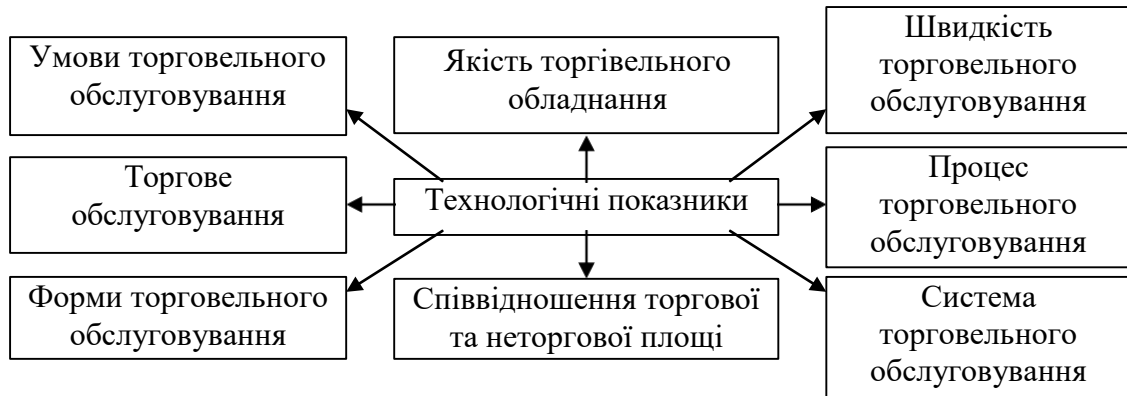 Умови торговельного
обслуговування
Якість торгівельного
обладнання
Швидкість
торговельного
обслуговування
Торгове
обслуговування
Технологічні показники
Процес
торговельного
обслуговування
Форми торговельного
обслуговування
Співвідношення торгової
та неторгової площі
Система
торговельного
обслуговування